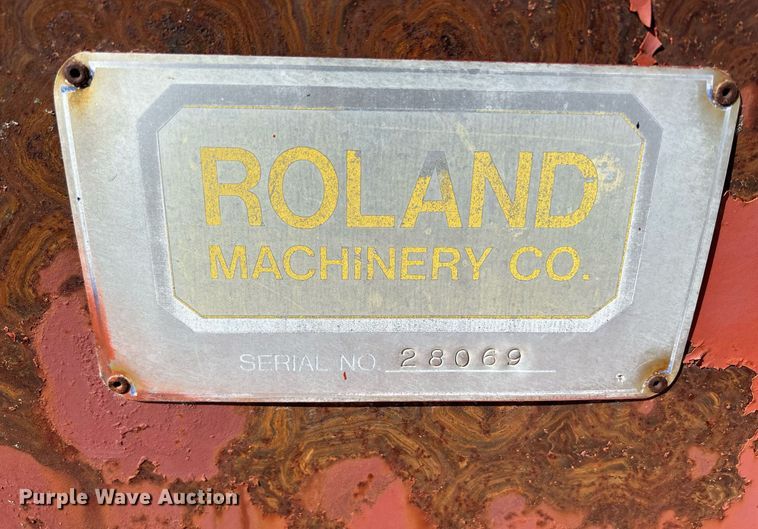 ROLAND
MACHINERY CO.
SERIAL NO. 28069
Purple Wave Auction